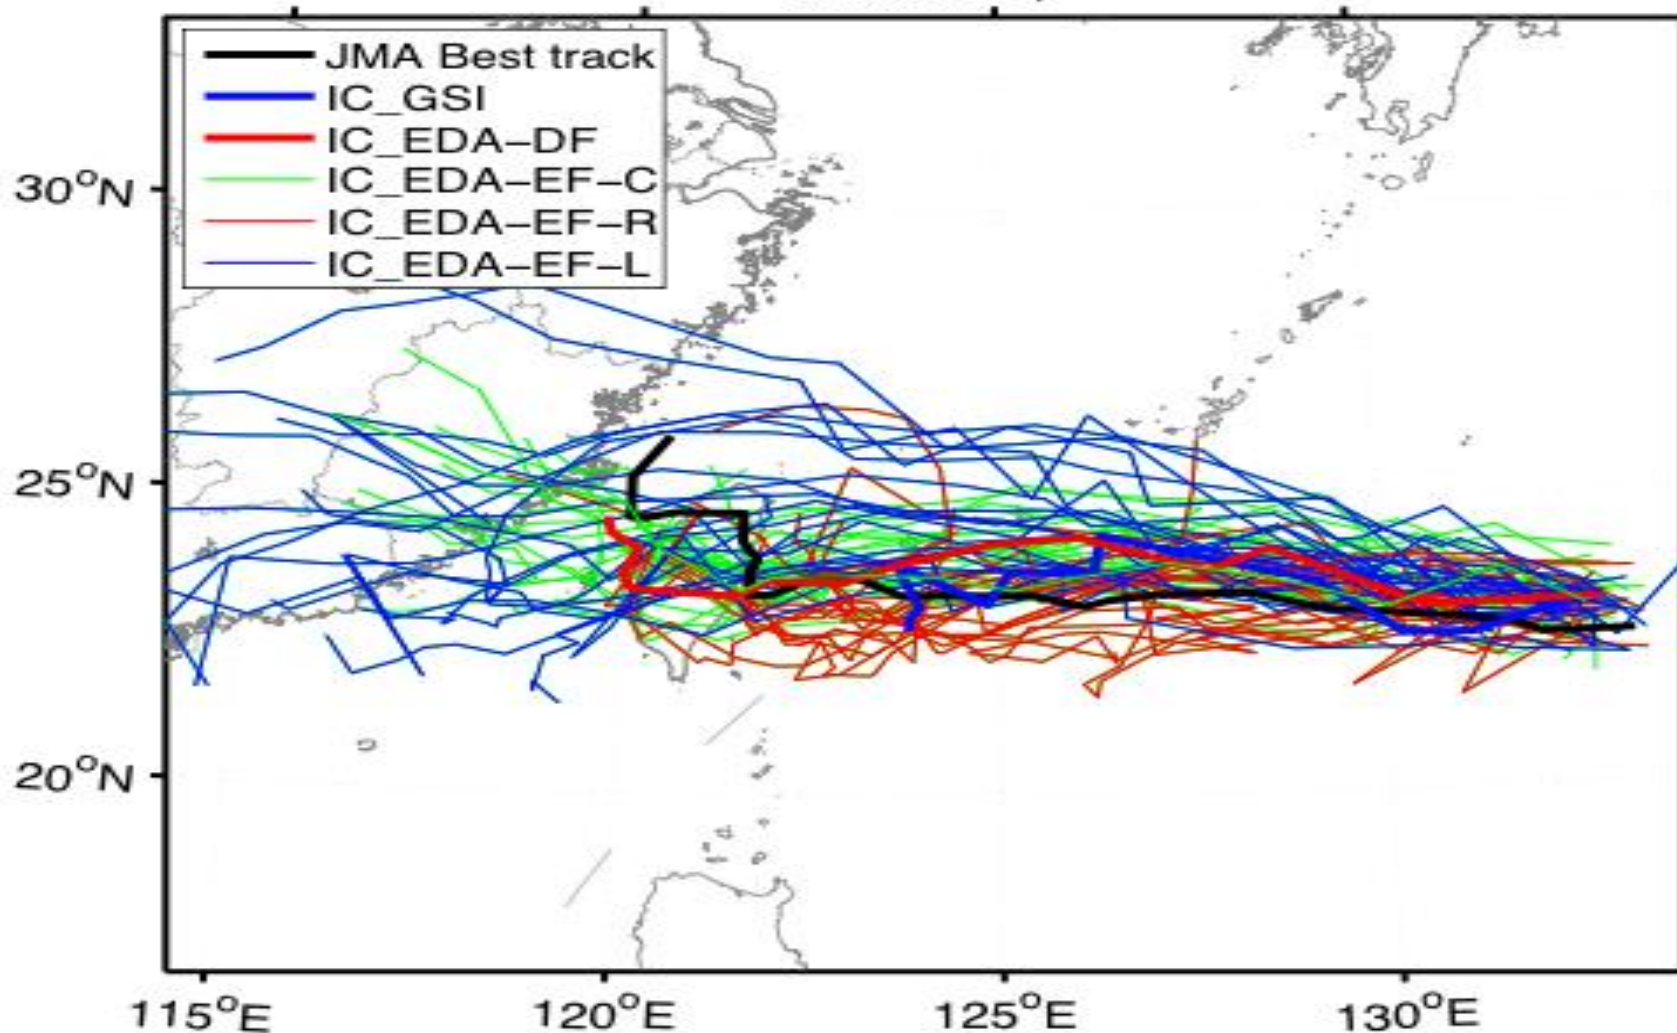 JMA Best track
IC_GSI
IC_EDA-DF
IC_EDA-EF-C
IC_EDA-EF-R
IC_EDA-EF-L
30°N
25°N
20°N
115°E
120°E
125°E
130°E